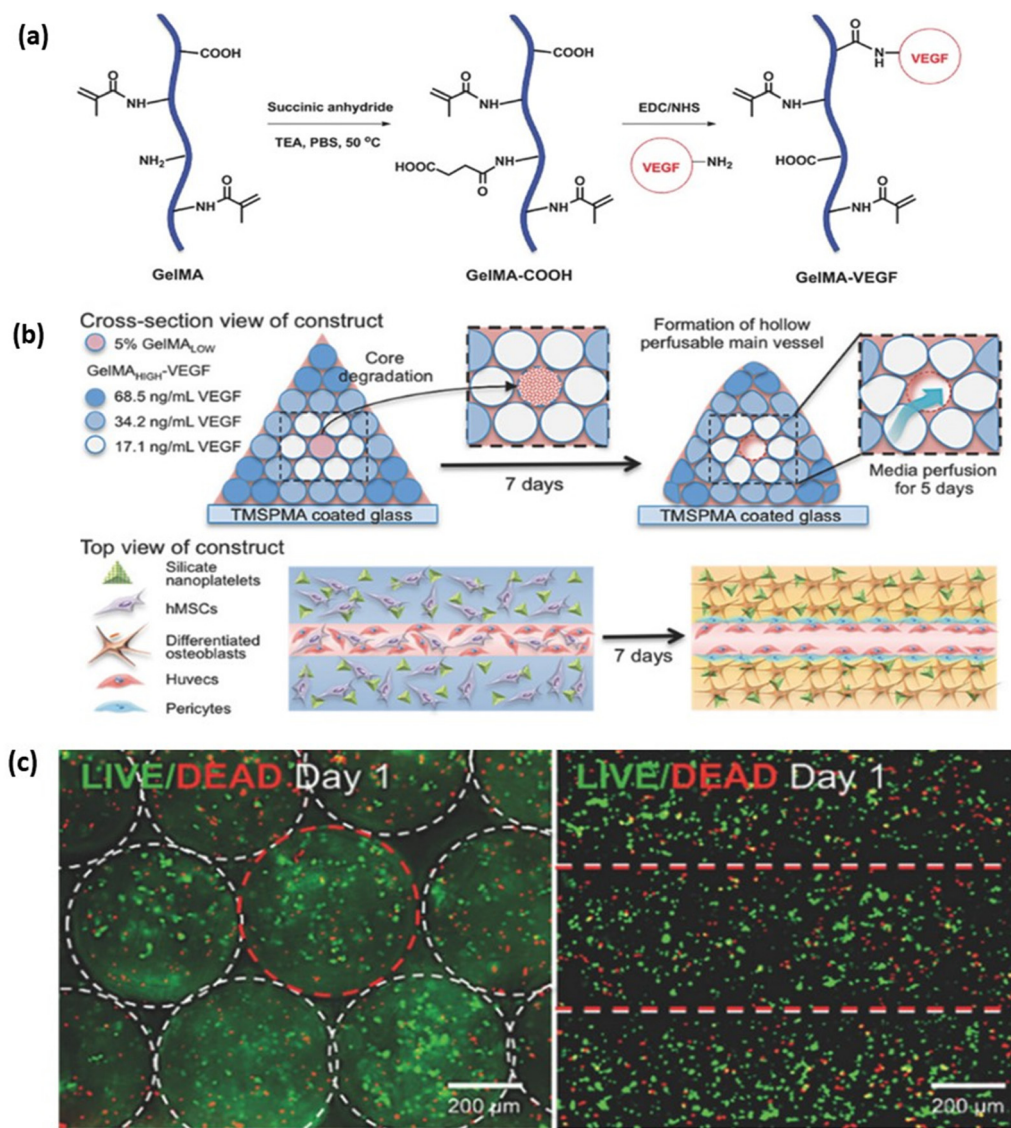 (a)
COOH
O
NH
NH₂
O
NH
GelMA
Succinic anhydride
TEA, PBS, 50 °C
COOH
O
NH
HOOC
NH
O
O
NH
GelMA-COOH
EDC/NHS
VEGF
NH₂
O
N
H
VEGF
O
NH
HOOC
O
NH
GelMA-VEGF
(b)
Cross-section view of construct
5% GelMALOW
GelMAHIGH-VEGF
68.5 ng/mL VEGF
34.2 ng/mL VEGF
17.1 ng/mL VEGF
Core
degradation
TMSPMA coated glass
7 days
Formation of hollow
perfusable main vessel
TMSPMA coated glass
Media perfusion
for 5 days
Top view of construct
Silicate
nanoplatelets
hMSCs
Differentiated
osteoblasts
Huvecs
Pericytes
7 days
(c)
LIVE/DEAD Day 1
200 µm
LIVE/DEAD Day 1
200 µm